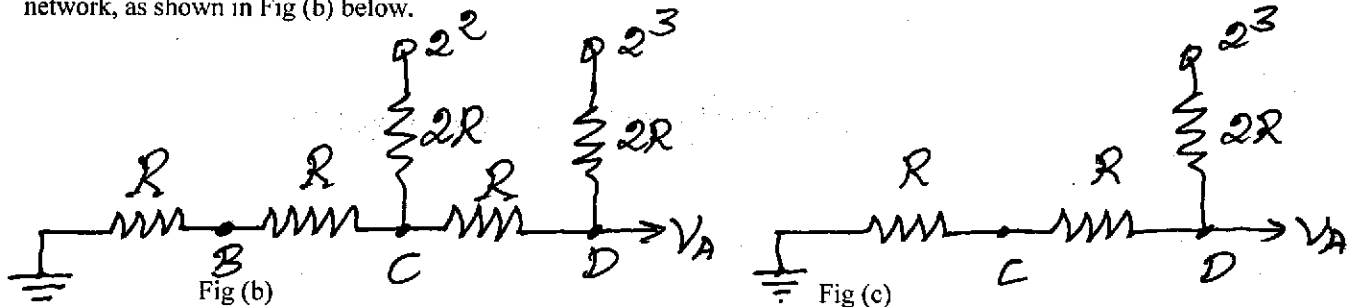 network, as shown in Fig (b) below.
2² 2³ 2³
2R 2R 2R
R R R R R
B C D V_A C D V_A
Fig (b) Fig (c)